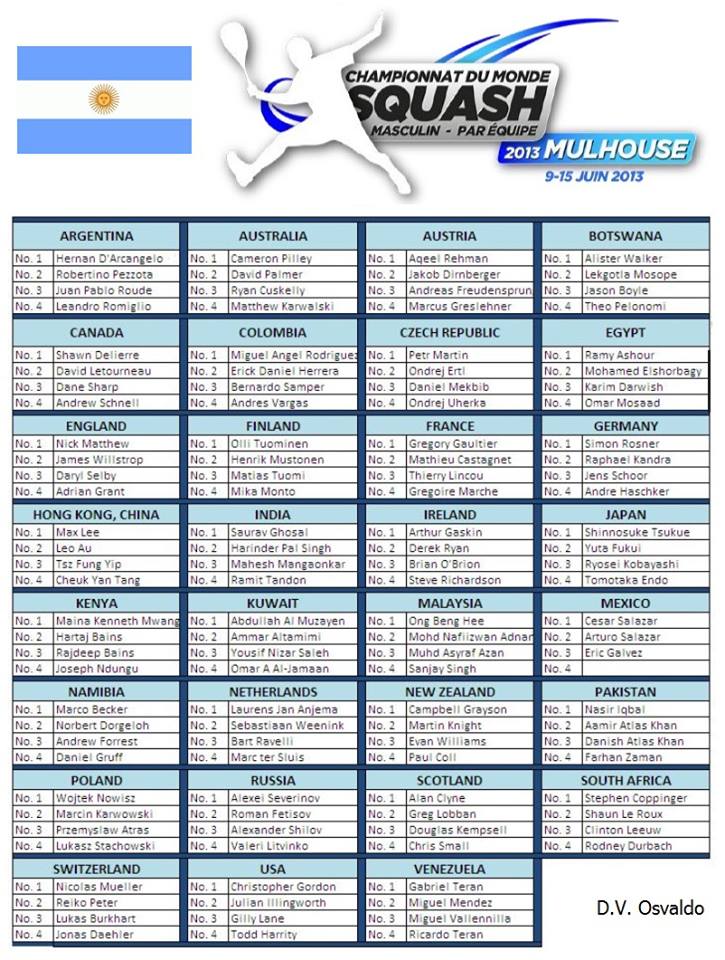 CHAMPIONNAT DU MONDE
SQUASH
MASCULIN - PAR ÉQUIPE
2013 MULHOUSE
9-15 JUIN 2013
ARGENTINA
No. 1 Hernan D'Arcangelo
No. 2 Robertino Pezzota
No. 3 Juan Pablo Roude
No. 4 Leandro Romiglio
AUSTRALIA
No. 1 Cameron Pilley
No. 2 David Palmer
No. 3 Ryan Cuskelly
No. 4 Matthew Karwalski
AUSTRIA
No. 1 Aqeel Rehman
No. 2 Jakob Dirnberger
No. 3 Andreas Freudensprun
No. 4 Marcus Greslehner
BOTSWANA
No. 1 Alister Walker
No. 2 Lekgotla Mosope
No. 3 Jason Boyle
No. 4 Theo Pelonomi
CANADA
No. 1 Shawn Delierre
No. 2 David Letourneau
No. 3 Dane Sharp
No. 4 Andrew Schnell
COLOMBIA
No. 1 Miguel Angel Rodriguez
No. 2 Erick Daniel Herrera
No. 3 Bernardo Samper
No. 4 Andres Vargas
CZECH REPUBLIC
No. 1 Petr Martin
No. 2 Ondrej Ertl
No. 3 Daniel Mekbib
No. 4 Ondrej Uherka
EGYPT
No. 1 Ramy Ashour
No. 2 Mohamed Elshorbagy
No. 3 Karim Darwish
No. 4 Omar Mosaad
ENGLAND
No. 1 Nick Matthew
No. 2 James Willstrop
No. 3 Daryl Selby
No. 4 Adrian Grant
FINLAND
No. 1 Olli Tuominen
No. 2 Henrik Mustonen
No. 3 Matias Tuomi
No. 4 Mika Monto
FRANCE
No. 1 Gregory Gaultier
No. 2 Mathieu Castagnet
No. 3 Thierry Lincou
No. 4 Gregoire Marche
GERMANY
No. 1 Simon Rosner
No. 2 Raphael Kandra
No. 3 Jens Schoor
No. 4 Andre Haschker
HONG KONG, CHINA
No. 1 Max Lee
No. 2 Leo Au
No. 3 Tsz Fung Yip
No. 4 Cheuk Yan Tang
INDIA
No. 1 Saurav Ghosal
No. 2 Harinder Pal Singh
No. 3 Mahesh Mangaonkar
No. 4 Ramit Tandon
IRELAND
No. 1 Arthur Gaskin
No. 2 Derek Ryan
No. 3 Brian O'Brion
No. 4 Steve Richardson
JAPAN
No. 1 Shinnosuke Tsukue
No. 2 Yuta Fukui
No. 3 Ryosei Kobayashi
No. 4 Tomotaka Endo
KENYA
No. 1 Maina Kenneth Mwang
No. 2 Hartaj Bains
No. 3 Rajdeep Bains
No. 4 Joseph Ndungu
KUWAIT
No. 1 Abdullah Al Muzayen
No. 2 Ammar Altamimi
No. 3 Yousif Nizar Saleh
No. 4 Omar A Al-Jamaan
MALAYSIA
No. 1 Ong Beng Hee
No. 2 Mohd Nafiizwan Adnan
No. 3 Muhd Asyraf Azan
No. 4 Sanjay Singh
MEXICO
No. 1 Cesar Salazar
No. 2 Arturo Salazar
No. 3 Eric Galvez
No. 4
NAMIBIA
No. 1 Marco Becker
No. 2 Norbert Dorgeloh
No. 3 Andrew Forrest
No. 4 Daniel Gruff
NETHERLANDS
No. 1 Laurens Jan Anjema
No. 2 Sebastiaan Weenink
No. 3 Bart Ravelli
No. 4 Marc ter Sluis
NEW ZEALAND
No. 1 Campbell Grayson
No. 2 Martin Knight
No. 3 Evan Williams
No. 4 Paul Coll
PAKISTAN
No. 1 Nasir Iqbal
No. 2 Aamir Atlas Khan
No. 3 Danish Atlas Khan
No. 4 Farhan Zaman
POLAND
No. 1 Wojtek Nowisz
No. 2 Marcin Karwowski
No. 3 Przemyslaw Atras
No. 4 Lukasz Stachowski
RUSSIA
No. 1 Alexei Severinov
No. 2 Roman Fetisov
No. 3 Alexander Shilov
No. 4 Valeri Litvinko
SCOTLAND
No. 1 Alan Clyne
No. 2 Greg Lobban
No. 3 Douglas Kempsell
No. 4 Chris Small
SOUTH AFRICA
No. 1 Stephen Coppinger
No. 2 Shaun Le Roux
No. 3 Clinton Leeuw
No. 4 Rodney Durbach
SWITZERLAND
No. 1 Nicolas Mueller
No. 2 Reiko Peter
No. 3 Lukas Burkhart
No. 4 Jonas Daehler
USA
No. 1 Christopher Gordon
No. 2 Julian Illingworth
No. 3 Gilly Lane
No. 4 Todd Harrity
VENEZUELA
No. 1 Gabriel Teran
No. 2 Miguel Mendez
No. 3 Miguel Vallennilla
No. 4 Ricardo Teran
D.V. Osvaldo